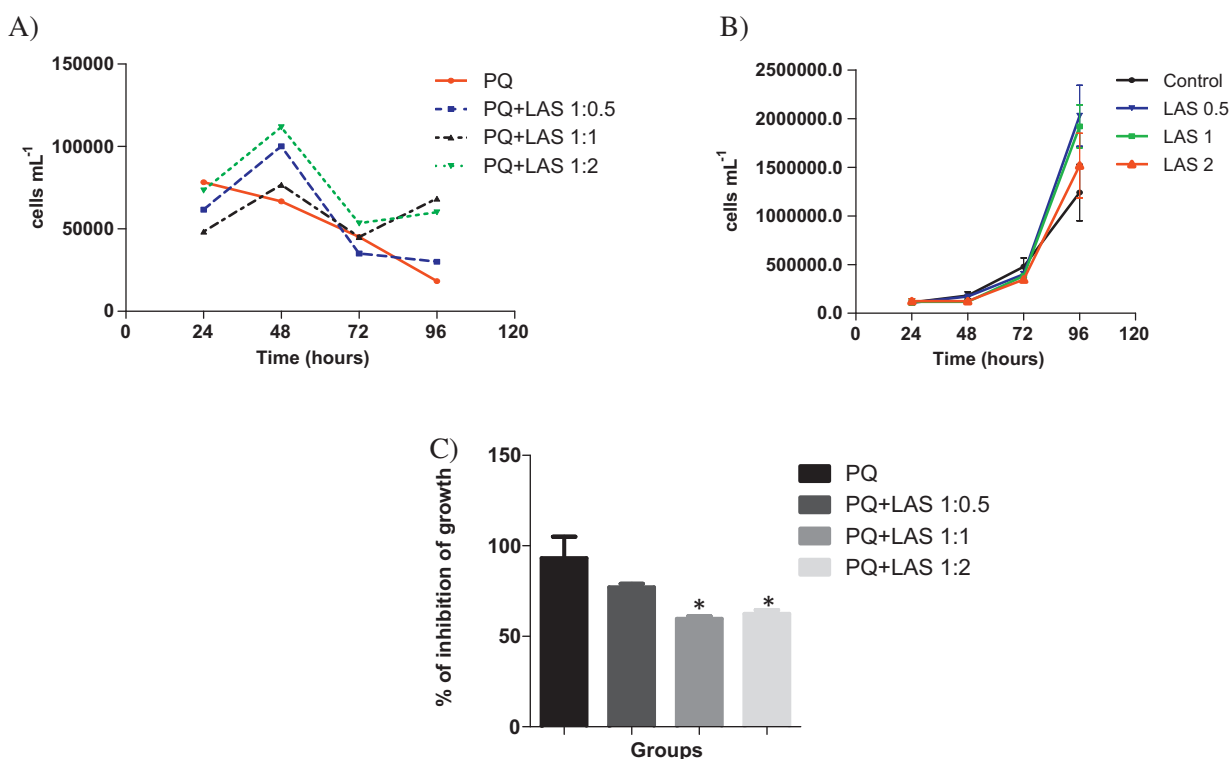 A)
150000
100000
50000
0
cells mL⁻¹
0 24 48 72 96 120
Time (hours)
PQ
PQ+LAS 1:0.5
PQ+LAS 1:1
PQ+LAS 1:2
B)
2500000.0
2000000.0
1500000.0
1000000.0
500000.0
0.0
cells mL⁻¹
0 24 48 72 96 120
Time (hours)
Control
LAS 0.5
LAS 1
LAS 2
C)
150
100
50
0
% of inhibition of growth
* *
Groups
PQ
PQ+LAS 1:0.5
PQ+LAS 1:1
PQ+LAS 1:2